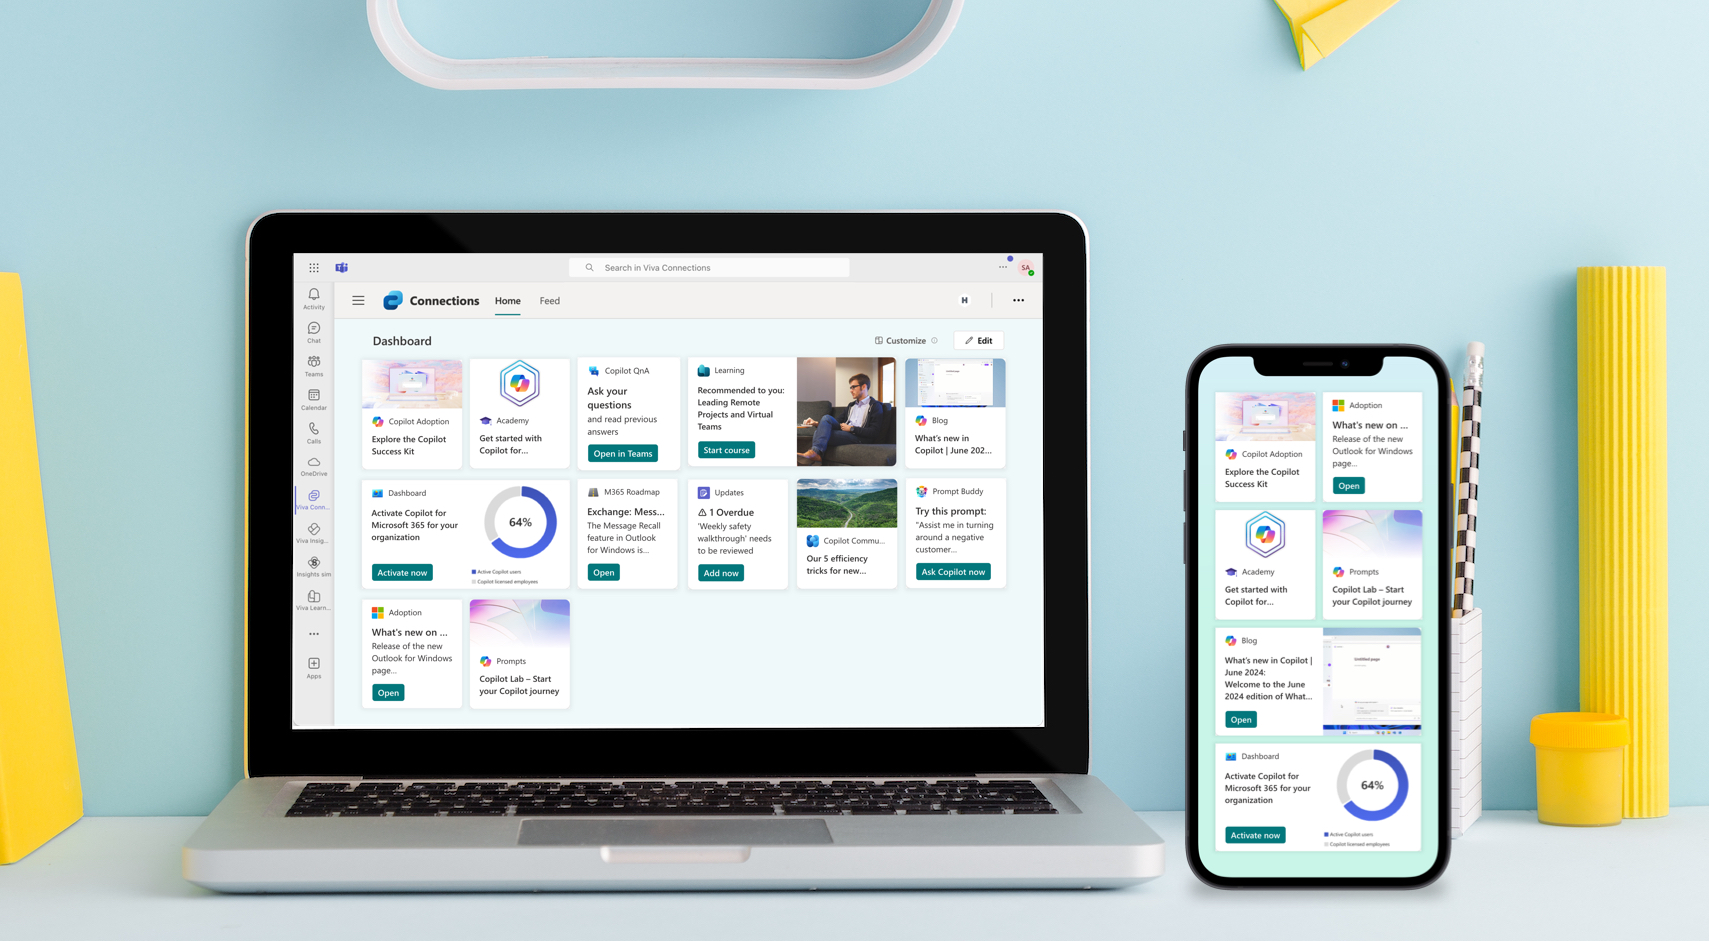 Search in Viva Connections
SA
Activity
Chat
Teams
Calendar
Calls
OneDrive
Viva Conn...
Viva Insig...
Insights sim
Viva Learn...
Apps
Connections
Home
Feed
H
Dashboard
Customize
Edit
Copilot Adoption
Explore the Copilot
Success Kit
Academy
Get started with
Copilot for...
Copilot QnA
Ask your
questions
and read previous
answers
Open in Teams
Learning
Recommended to you:
Leading Remote
Projects and Virtual
Teams
Start course
Blog
What's new in
Copilot | June 202...
Dashboard
Activate Copilot for
Microsoft 365 for your
organization
Activate now
64%
Active Copilot users
Copilot licensed employees
M365 Roadmap
Exchange: Mess...
The Message Recall
feature in Outlook
for Windows is...
Open
Updates
1 Overdue
'Weekly safety
walkthrough' needs
to be reviewed
Add now
Copilot Commu...
Our 5 efficiency
tricks for new...
Prompt Buddy
Try this prompt:
"Assist me in turning
around a negative
customer...
Ask Copilot now
Adoption
What's new on ...
Release of the new
Outlook for Windows
page...
Open
Prompts
Copilot Lab – Start
your Copilot journey
Copilot Adoption
Explore the Copilot
Success Kit
Adoption
What's new on ...
Release of the new
Outlook for Windows
page...
Open
Academy
Get started with
Copilot for...
Prompts
Copilot Lab – Start
your Copilot journey
Blog
What's new in Copilot |
June 2024:
Welcome to the June
2024 edition of What...
Open
Untitled page
Dashboard
Activate Copilot for
Microsoft 365 for your
organization
Activate now
64%
Active Copilot users
Copilot licensed employees